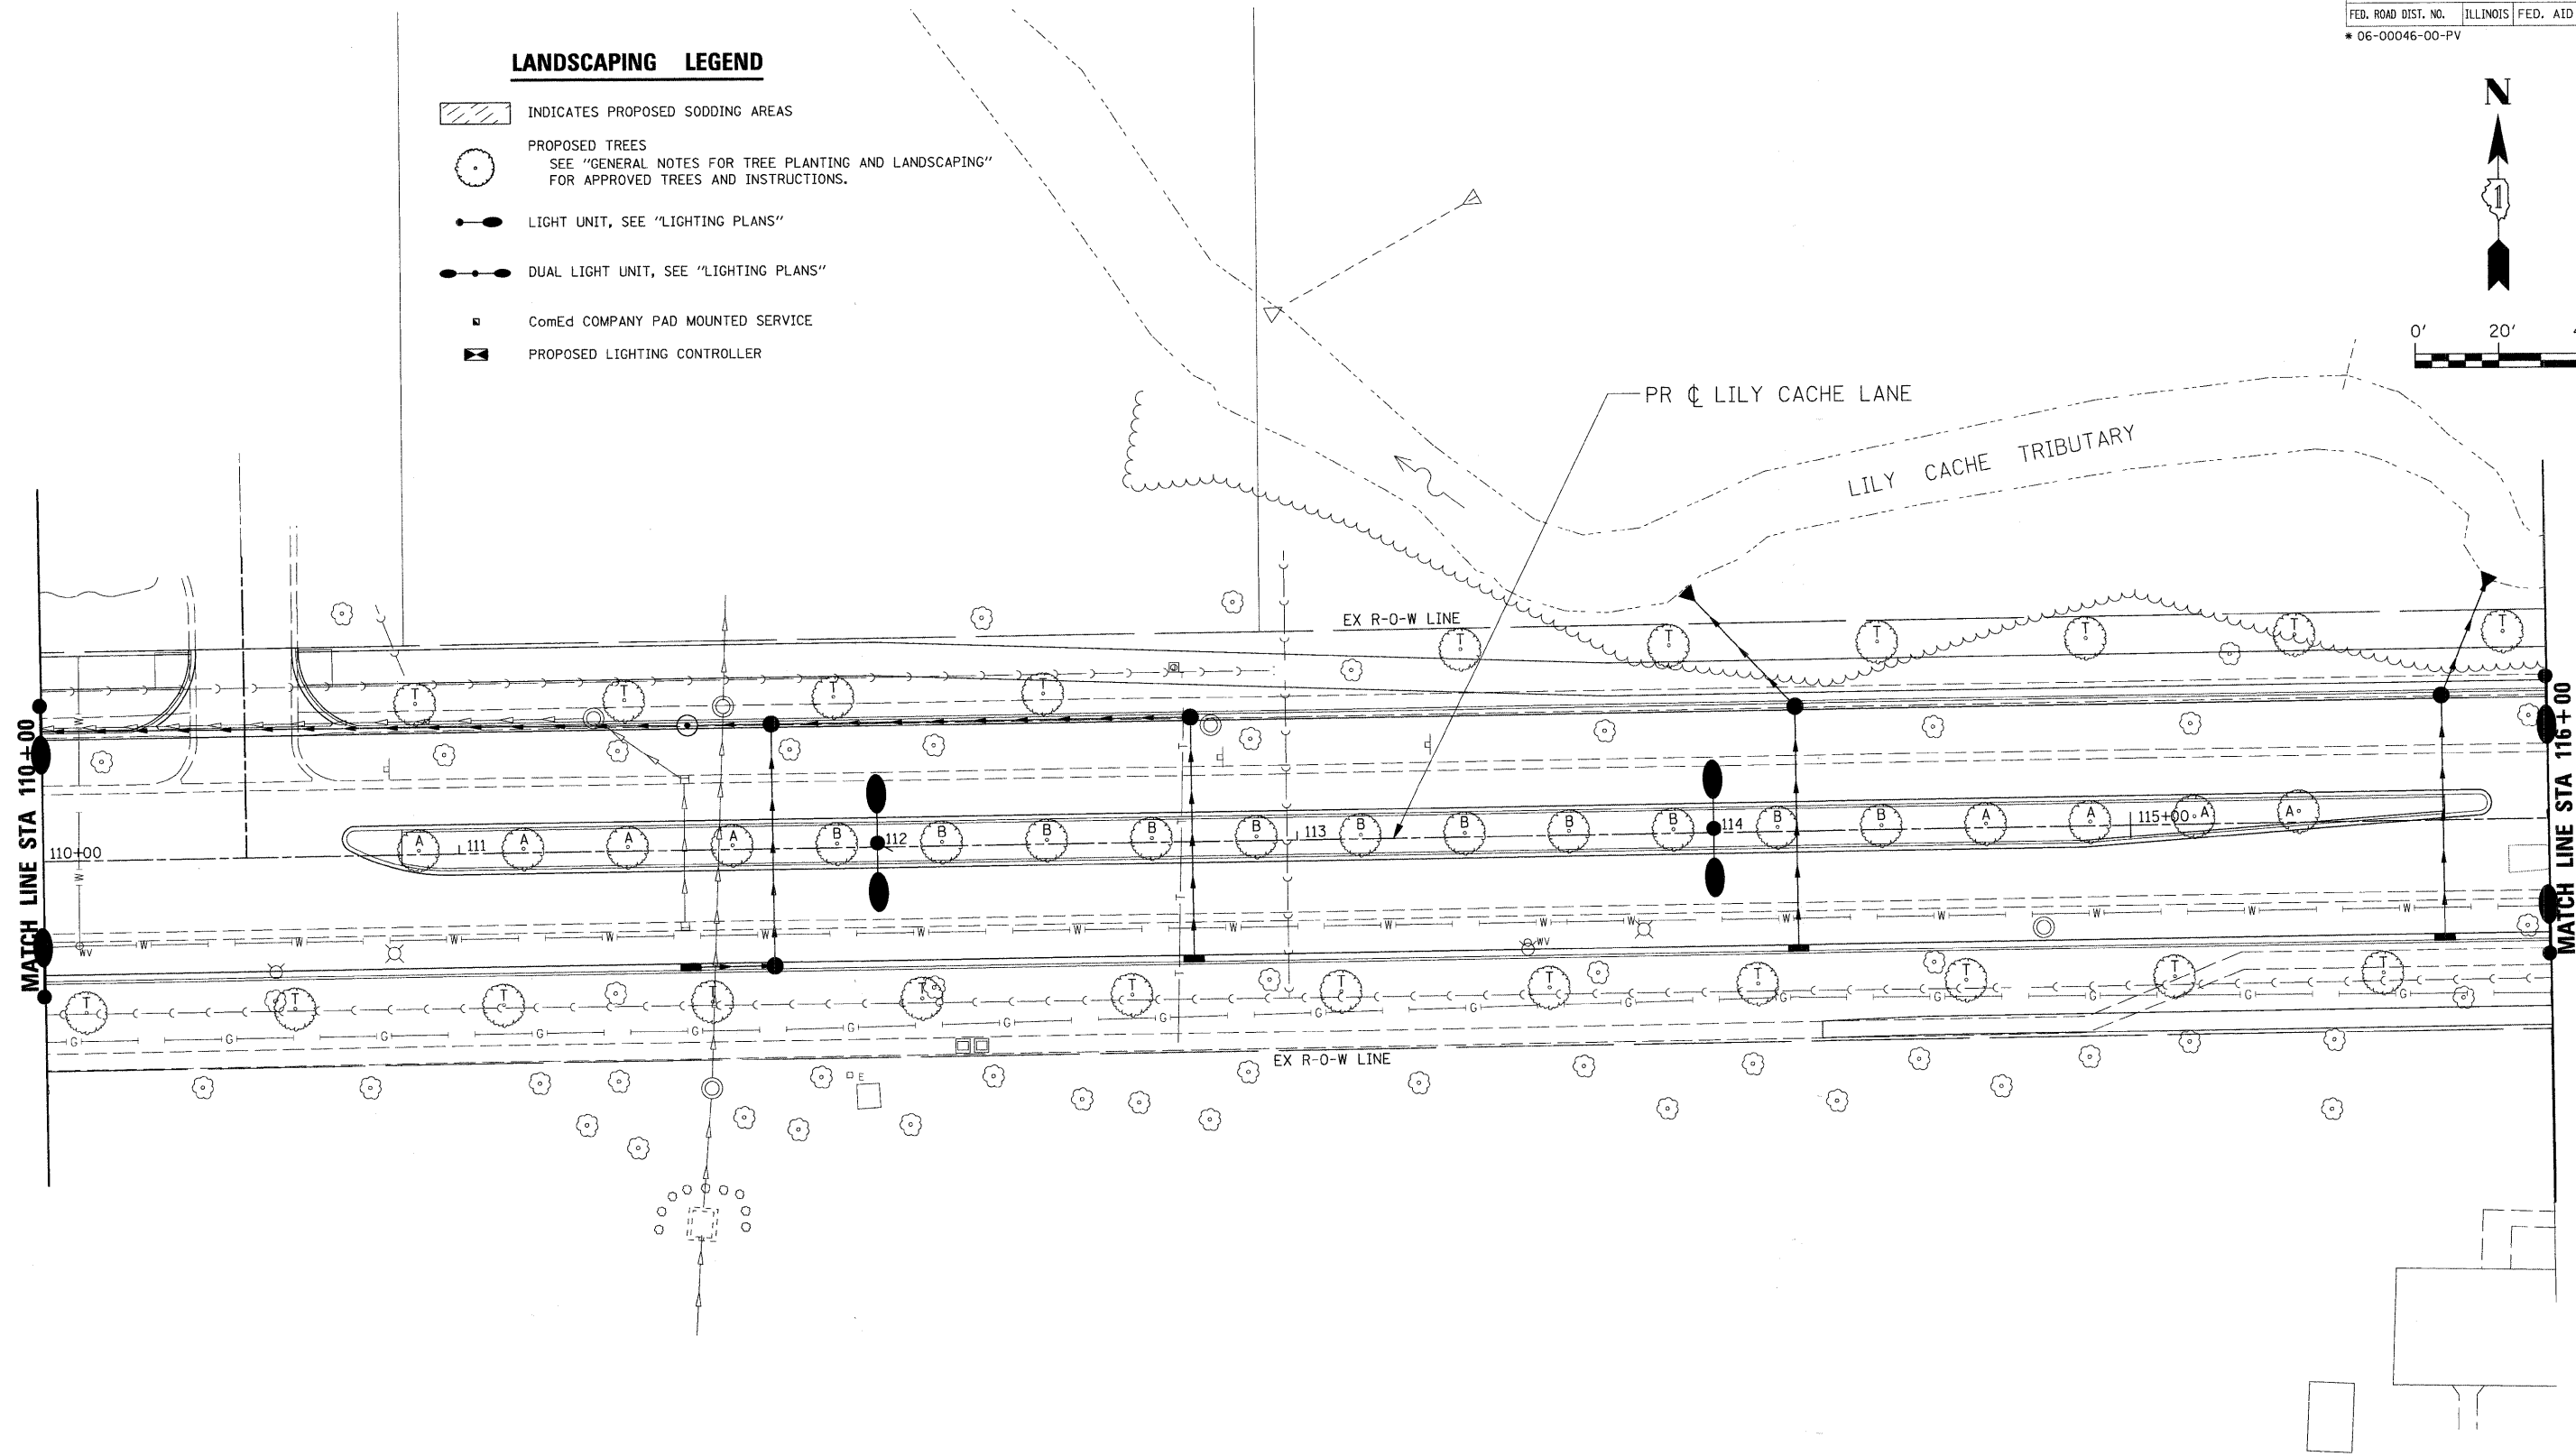 FED. ROAD DIST. NO. ILLINOIS FED. AID
* 06-00046-00-PV
LANDSCAPING LEGEND
INDICATES PROPOSED SODDING AREAS
PROPOSED TREES
SEE "GENERAL NOTES FOR TREE PLANTING AND LANDSCAPING"
FOR APPROVED TREES AND INSTRUCTIONS.
LIGHT UNIT, SEE "LIGHTING PLANS"
DUAL LIGHT UNIT, SEE "LIGHTING PLANS"
ComEd COMPANY PAD MOUNTED SERVICE
PROPOSED LIGHTING CONTROLLER
N
1
0' 20' 4
PR ℄ LILY CACHE LANE
LILY CACHE TRIBUTARY
EX R-O-W LINE
T T T T T T
T T T T
W
MATCH LINE STA 110+00
MATCH LINE STA 116+00
110+00 111 112 113 114 115+00
A A A A B B B B B B B B B B B A A A A
W
W W W W W W W W W W W W W W W
WV WV
T T T T T T T T T T T T
G G G G G G G G G G G G G G G G
EX R-O-W LINE
E